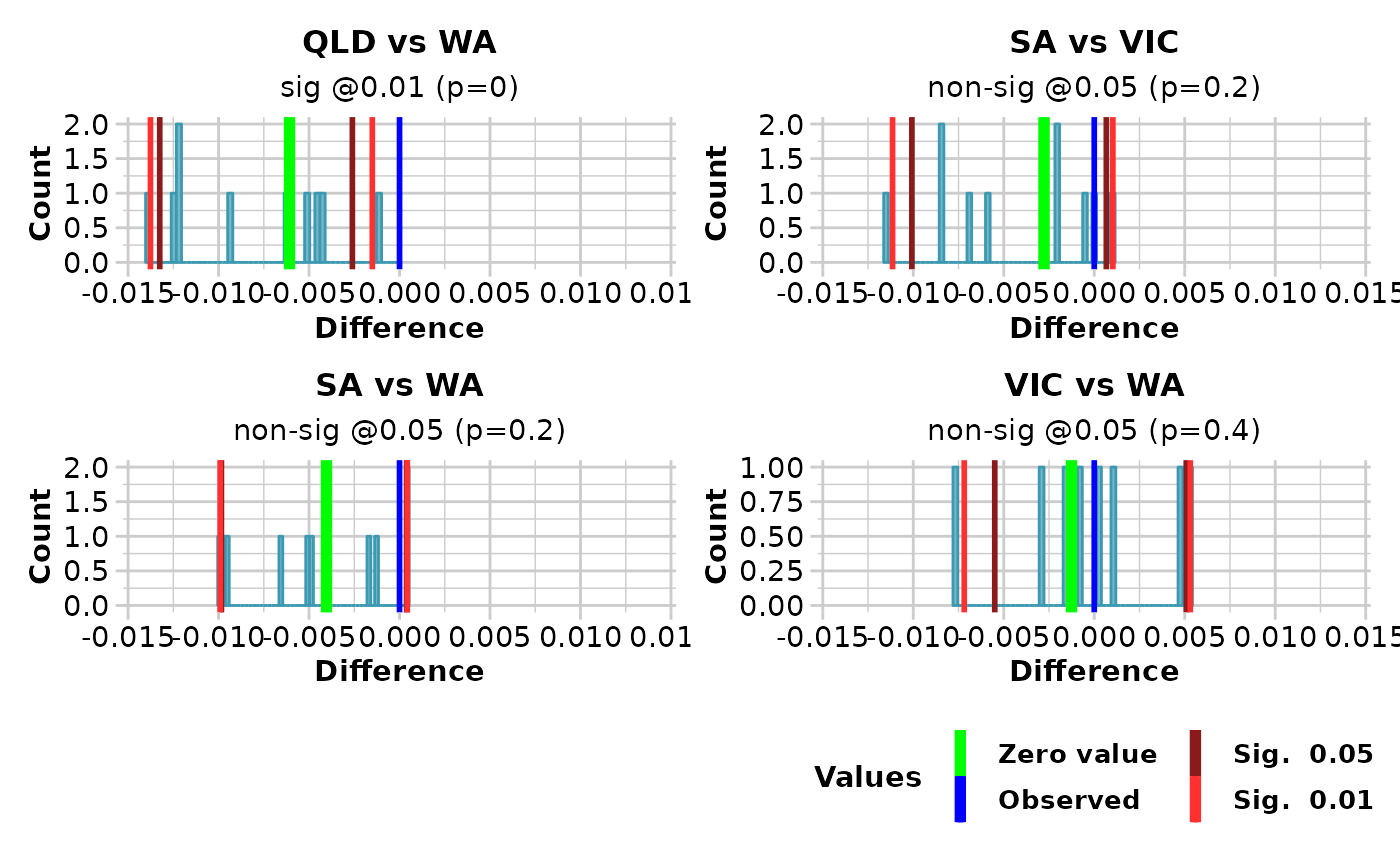 QLD vs WA
sig @0.01 (p=0)
Count
2.0
1.5
1.0
0.5
0.0
-0.015 -0.010 -0.005 0.000 0.005 0.010 0.01
Difference
SA vs VIC
non-sig @0.05 (p=0.2)
Count
2.0
1.5
1.0
0.5
0.0
-0.015 -0.010 -0.005 0.000 0.005 0.010 0.015
Difference
SA vs WA
non-sig @0.05 (p=0.2)
Count
2.0
1.5
1.0
0.5
0.0
-0.015 -0.010 -0.005 0.000 0.005 0.010 0.01
Difference
VIC vs WA
non-sig @0.05 (p=0.4)
Count
1.00
0.75
0.50
0.25
0.00
-0.015 -0.010 -0.005 0.000 0.005 0.010 0.015
Difference
Values
Zero value
Observed
Sig. 0.05
Sig. 0.01